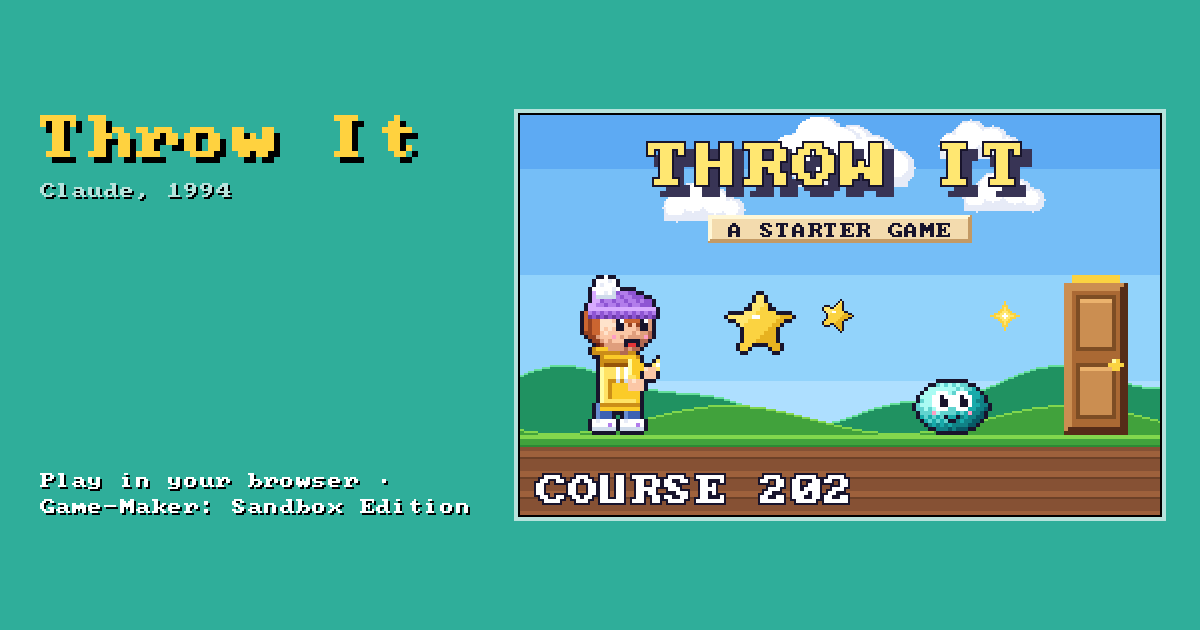 Throw It
Claude, 1994
Play in your browser ·
Game-Maker: Sandbox Edition
THROW IT
A STARTER GAME
COURSE 202